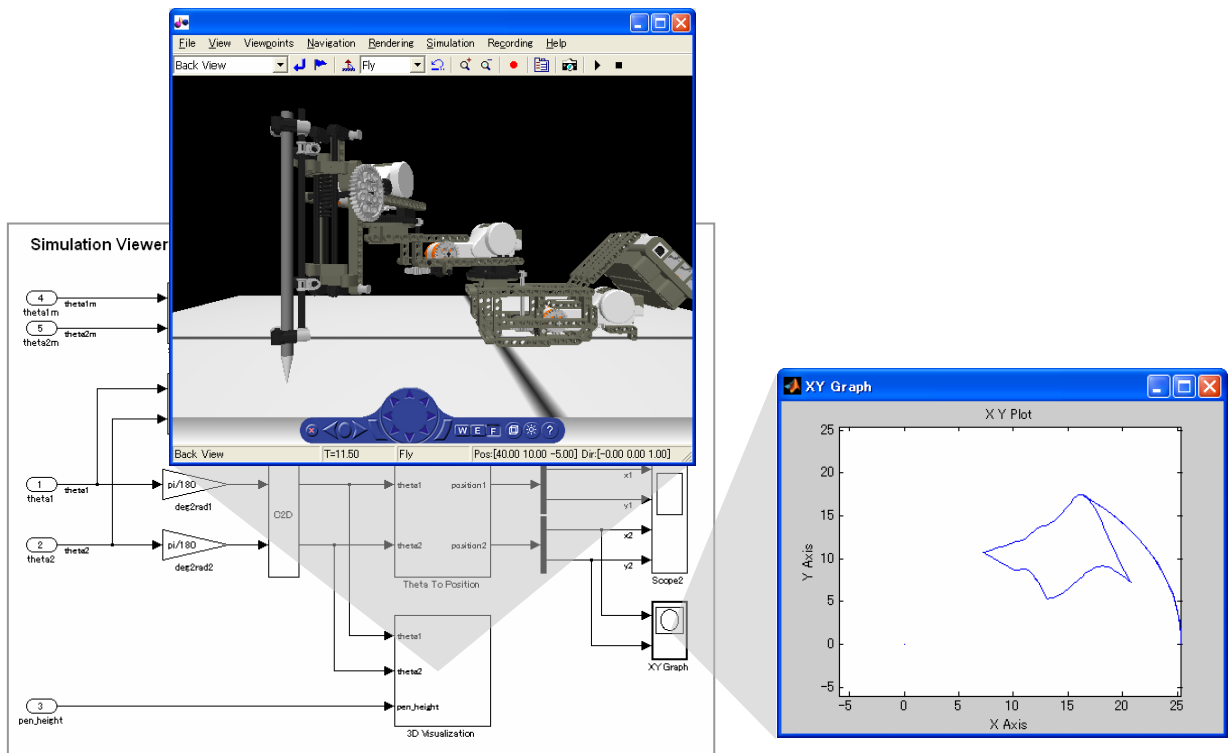 File View Viewpoints Navigation Rendering Simulation Recording Help
Back View Fly
Back View T=11.50 Fly Pos:[40.00 10.00 -5.00] Dir:[-0.00 0.00 1.00]
Simulation Viewer
4 theta1m
theta1m
5 theta2m
theta2m
1 theta1 pi/180
theta1
deg2rad1
2 theta2 pi/180
theta2
deg2rad2
C2D
theta1 position1
theta2 position2
Theta To Position
x1
y1
x2
y2
Scope2
XY Graph
theta1
theta2
pen_height
3D Visualization
3
pen_height
W E F ?
XY Graph
X Y Plot
25
20
15
10
5
0
-5
Y Axis
-5 0 5 10 15 20 25
X Axis